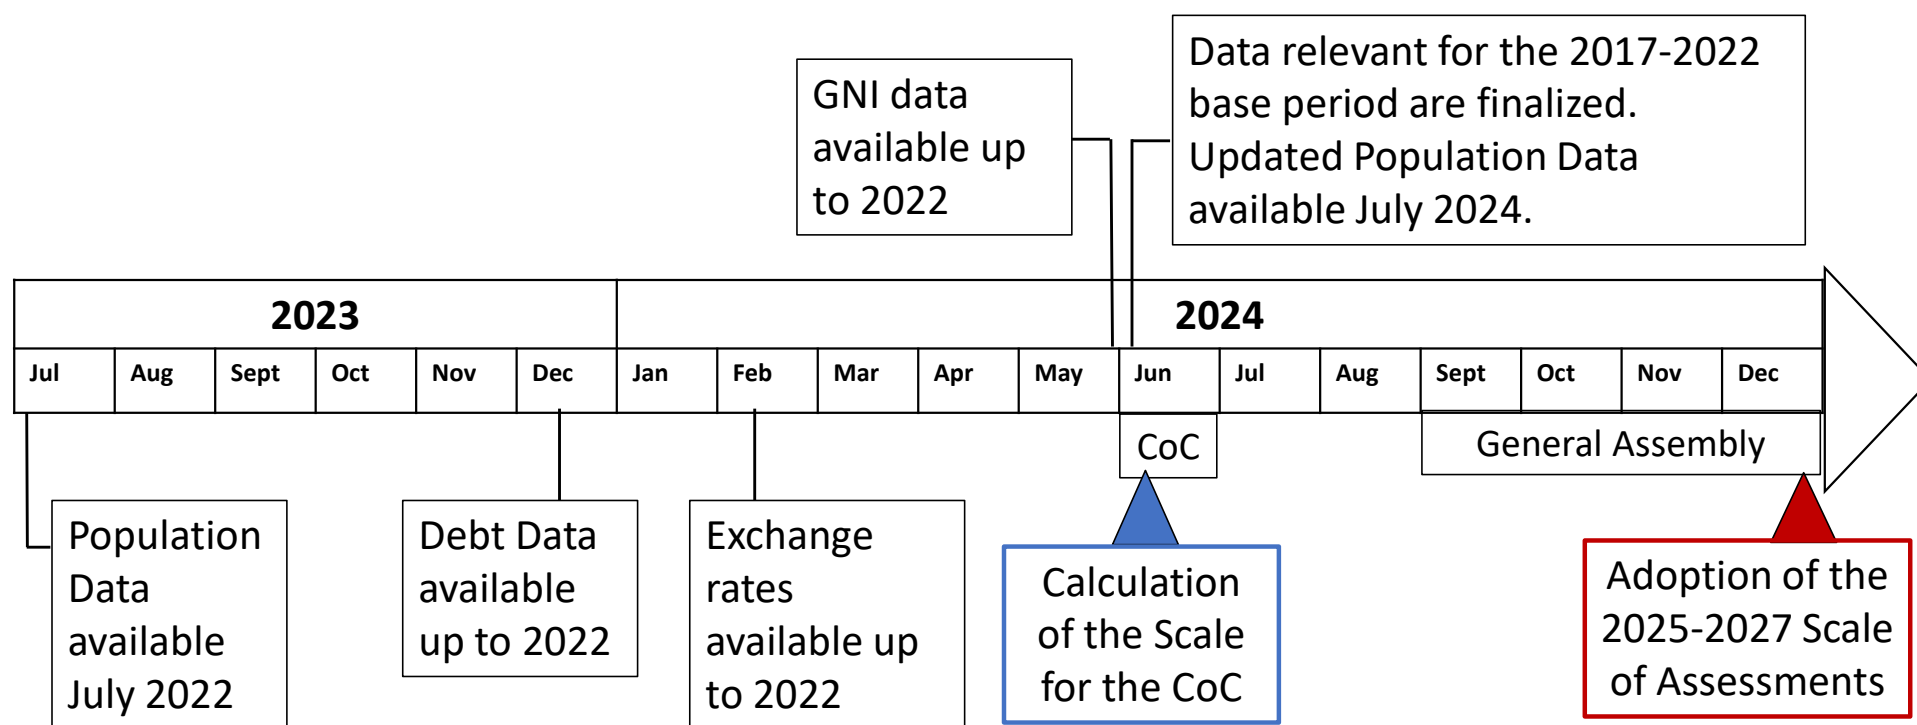 GNI data
available up
to 2022
Data relevant for the 2017-2022
base period are finalized.
Updated Population Data
available July 2024.
2023
2024
Jul
Aug
Sept
Oct
Nov
Dec
Jan
Feb
Mar
Apr
May
Jun
Jul
Aug
Sept
Oct
Nov
Dec
CoC
General Assembly
Population
Data
available
July 2022
Debt Data
available
up to 2022
Exchange
rates
available up
to 2022
Calculation
of the Scale
for the CoC
Adoption of the
2025-2027 Scale
of Assessments